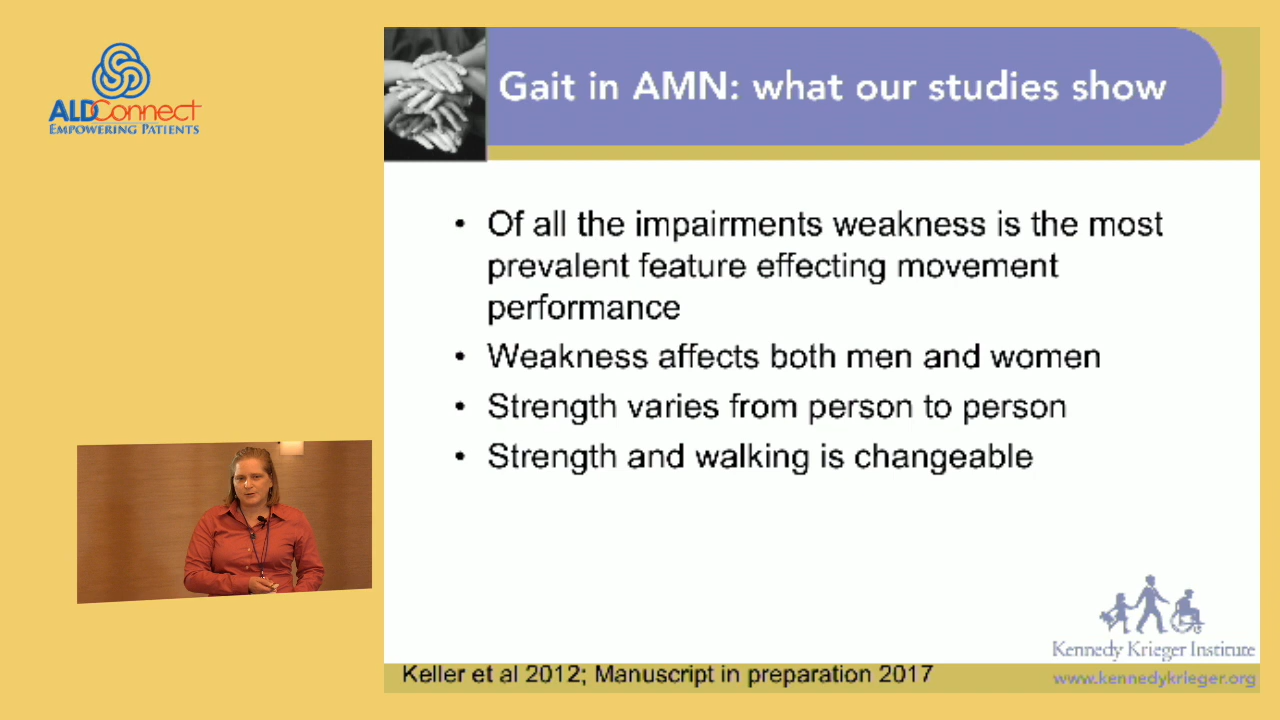 ALDConnect
EMPOWERING PATIENTS
Gait in AMN: what our studies show
• Of all the impairments weakness is the most
prevalent feature effecting movement
performance
• Weakness affects both men and women
• Strength varies from person to person
• Strength and walking is changeable
Kennedy Krieger Institute
Keller et al 2012; Manuscript in preparation 2017
www.kennedykrieger.org